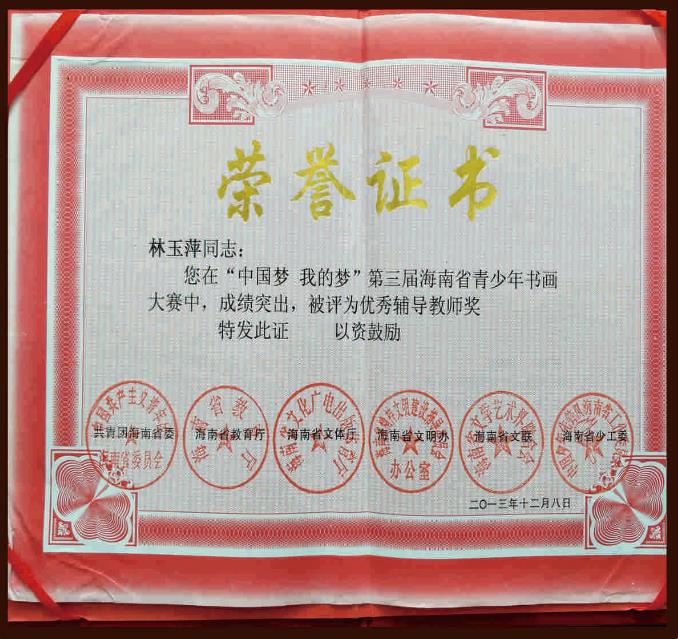 荣誉证书
林玉萍同志：
您在“中国梦 我的梦”第三届海南省青少年书画
大赛中，成绩突出，被评为优秀辅导教师奖
特发此证 以资鼓励
共青团海南省委 海南省教育厅 海南省文体厅 海南省文明办 海南省文联 海南省少工委
办公室
二〇一三年十二月八日